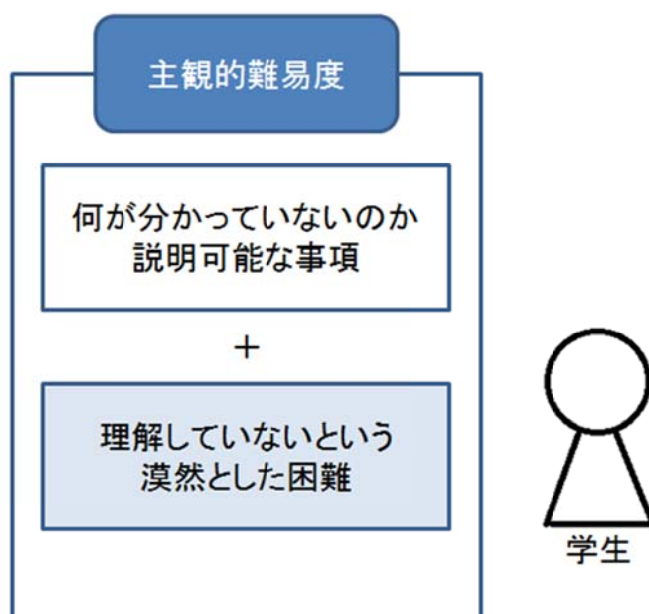 主観的難易度
何が分かっていないのか
説明可能な事項
+
理解していないという
漠然とした困難
学生